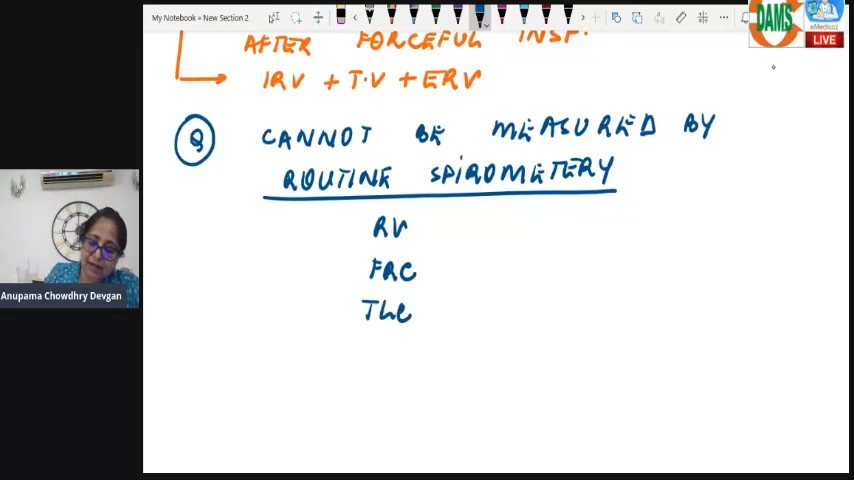 My Notebook » New Section 2
DAMS
eMedicoz
LIVE
AFTER FORCEFUL INSP.
IRV + T.V + ERV
Q CANNOT BE MEASURED BY
ROUTINE SPIROMETERY
RV
FRC
TLC
Anupama Chowdhry Devgan